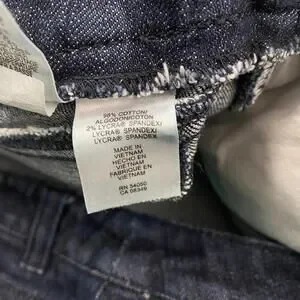 98% COTTON/
ALGODON/COTON
2% LYCRA® SPANDEX/
LYCRA® SPANDEX/
LYCRA® SPANDEX
MADE IN
VIETNAM
HECHO EN
VIETNAM
FABRIQUE EN
VIETNAM
RN 54050
CA 08349